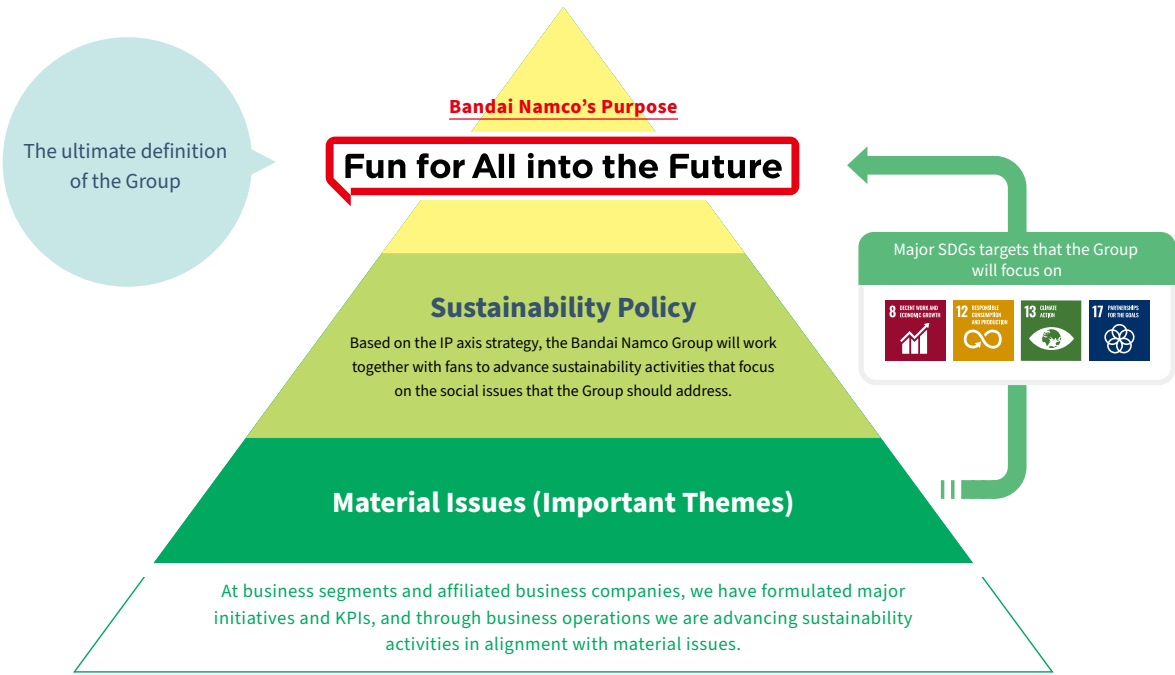 Bandai Namco’s Purpose
The ultimate definition
of the Group
Fun for All into the Future
Major SDGs targets that the Group
will focus on
8 DECENT WORK AND
ECONOMIC GROWTH
12 RESPONSIBLE
CONSUMPTION
AND PRODUCTION
13 CLIMATE
ACTION
17 PARTNERSHIPS
FOR THE GOALS
Sustainability Policy
Based on the IP axis strategy, the Bandai Namco Group will work
together with fans to advance sustainability activities that focus
on the social issues that the Group should address.
Material Issues (Important Themes)
At business segments and affiliated business companies, we have formulated major
initiatives and KPIs, and through business operations we are advancing sustainability
activities in alignment with material issues.